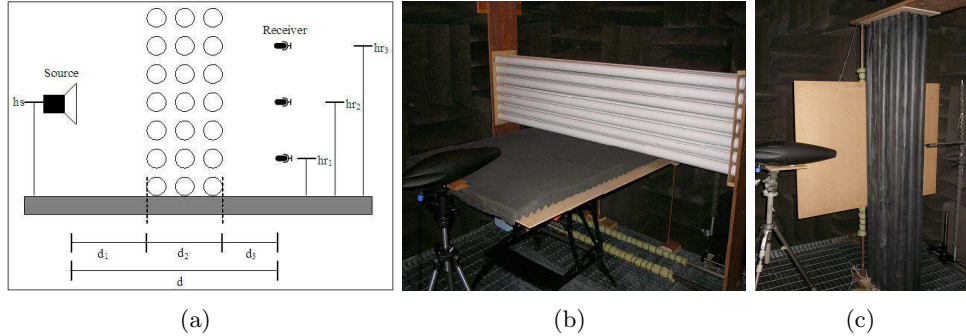 Receiver
hr3
Source
hs
hr2
hr1
d1
d2
d3
d
(a)
(b)
(c)